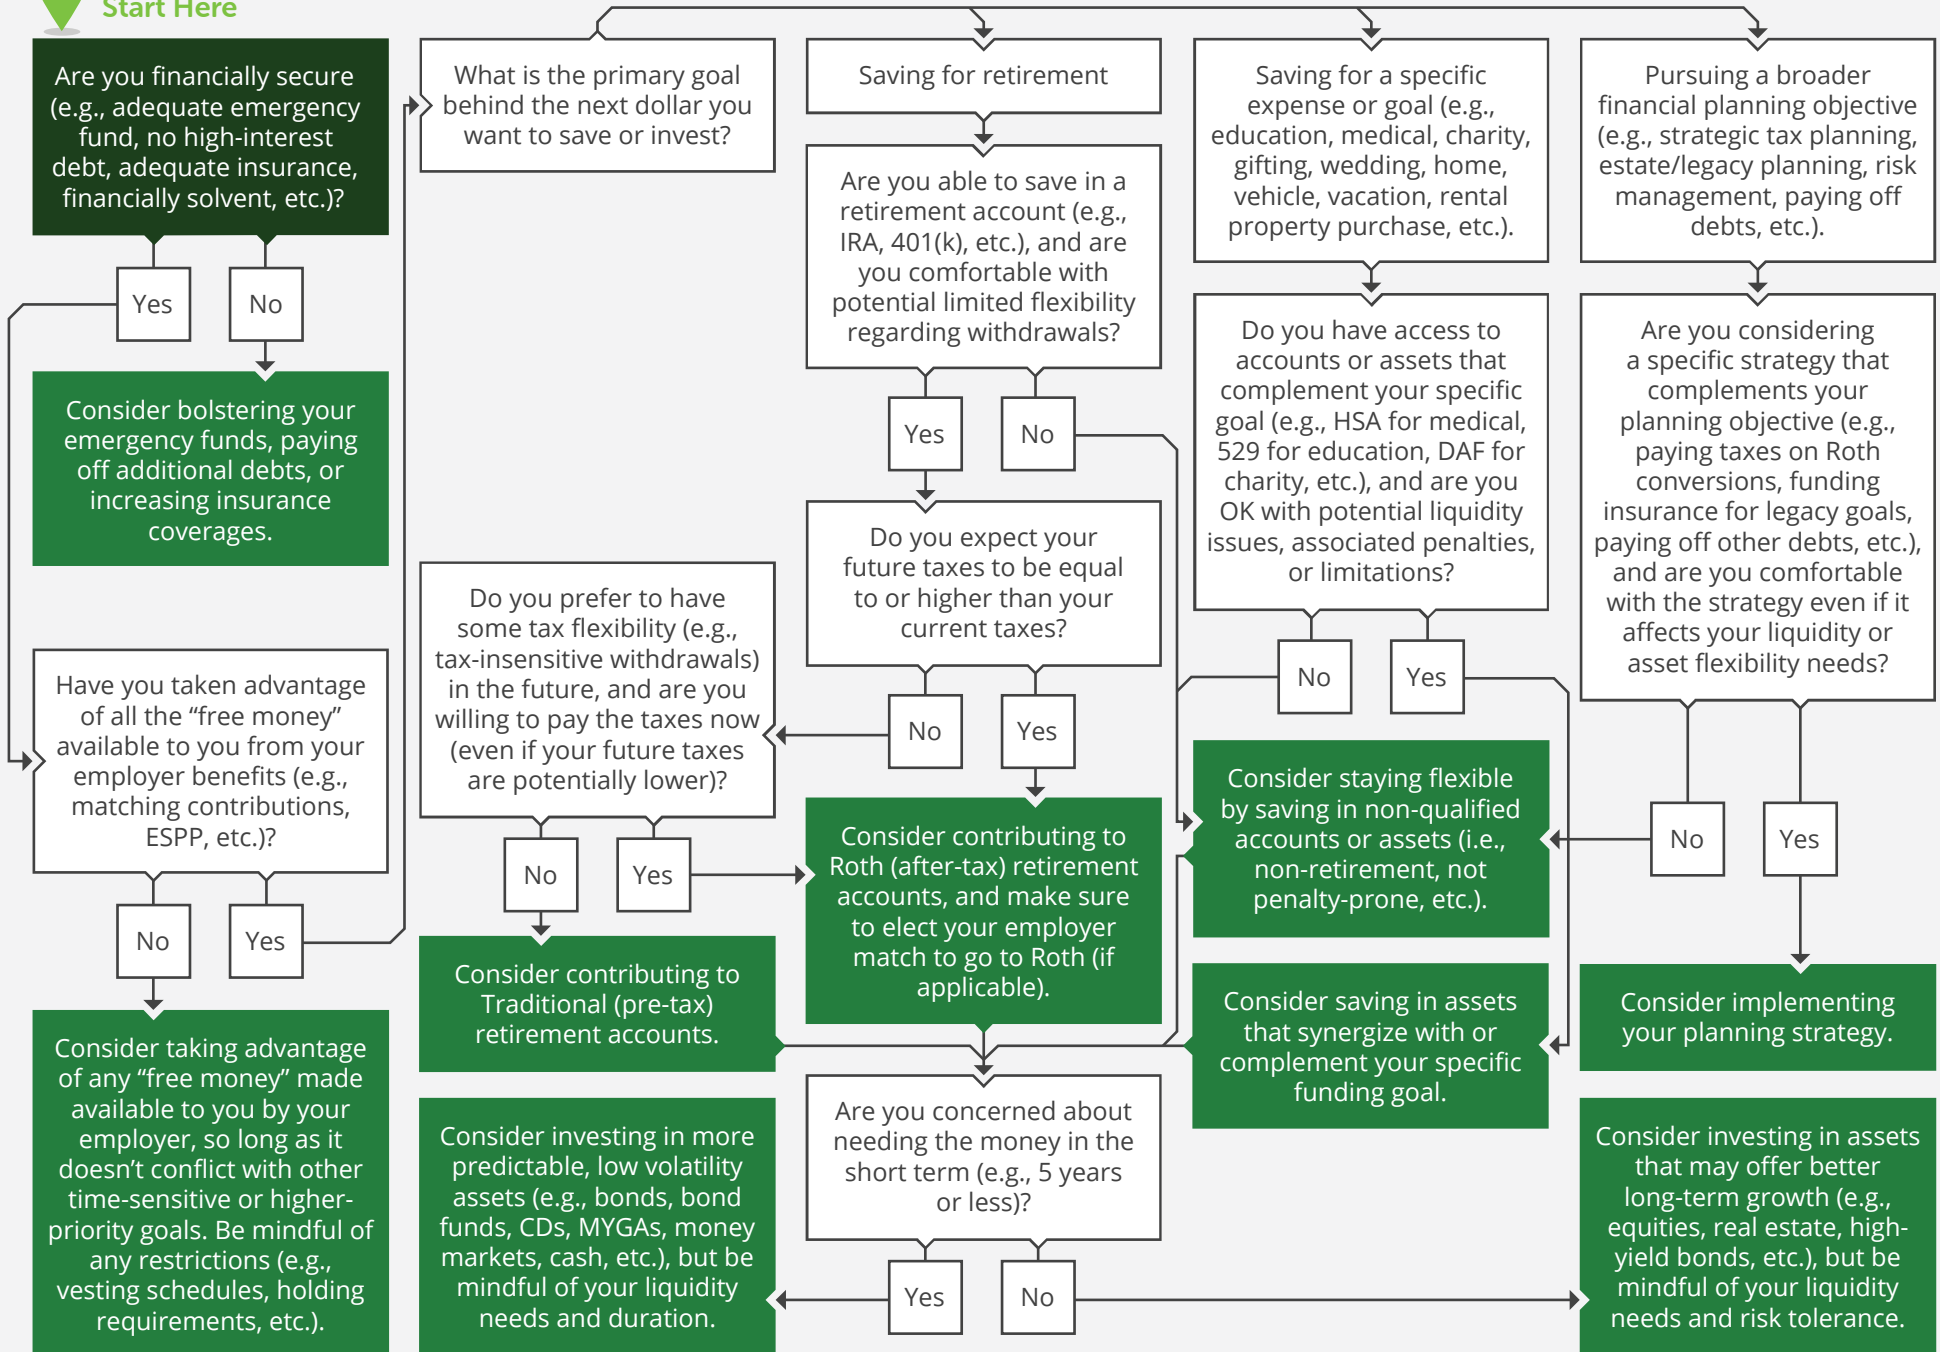 Start Here
Are you financially secure
(e.g., adequate emergency
fund, no high-interest
debt, adequate insurance,
financially solvent, etc.)?
Yes
No
Consider bolstering your
emergency funds, paying
off additional debts, or
increasing insurance
coverages.
Have you taken advantage
of all the “free money”
available to you from your
employer benefits (e.g.,
matching contributions,
ESPP, etc.)?
No
Yes
Consider taking advantage
of any “free money” made
available to you by your
employer, so long as it
doesn’t conflict with other
time-sensitive or higher-
priority goals. Be mindful of
any restrictions (e.g.,
vesting schedules, holding
requirements, etc.).
What is the primary goal
behind the next dollar you
want to save or invest?
Saving for retirement
Are you able to save in a
retirement account (e.g.,
IRA, 401(k), etc.), and are
you comfortable with
potential limited flexibility
regarding withdrawals?
Yes
No
Do you expect your
future taxes to be equal
to or higher than your
current taxes?
No
Yes
Do you prefer to have
some tax flexibility (e.g.,
tax-insensitive withdrawals)
in the future, and are you
willing to pay the taxes now
(even if your future taxes
are potentially lower)?
No
Yes
Consider contributing to
Traditional (pre-tax)
retirement accounts.
Consider contributing to
Roth (after-tax) retirement
accounts, and make sure
to elect your employer
match to go to Roth (if
applicable).
Saving for a specific
expense or goal (e.g.,
education, medical, charity,
gifting, wedding, home,
vehicle, vacation, rental
property purchase, etc.).
Do you have access to
accounts or assets that
complement your specific
goal (e.g., HSA for medical,
529 for education, DAF for
charity, etc.), and are you
OK with potential liquidity
issues, associated penalties,
or limitations?
No
Yes
Consider staying flexible
by saving in non-qualified
accounts or assets (i.e.,
non-retirement, not
penalty-prone, etc.).
Consider saving in assets
that synergize with or
complement your specific
funding goal.
Pursuing a broader
financial planning objective
(e.g., strategic tax planning,
estate/legacy planning, risk
management, paying off
debts, etc.).
Are you considering
a specific strategy that
complements your
planning objective (e.g.,
paying taxes on Roth
conversions, funding
insurance for legacy goals,
paying off other debts, etc.),
and are you comfortable
with the strategy even if it
affects your liquidity or
asset flexibility needs?
No
Yes
Consider implementing
your planning strategy.
Are you concerned about
needing the money in the
short term (e.g., 5 years
or less)?
Yes
No
Consider investing in more
predictable, low volatility
assets (e.g., bonds, bond
funds, CDs, MYGAs, money
markets, cash, etc.), but be
mindful of your liquidity
needs and duration.
Consider investing in assets
that may offer better
long-term growth (e.g.,
equities, real estate, high-
yield bonds, etc.), but be
mindful of your liquidity
needs and risk tolerance.